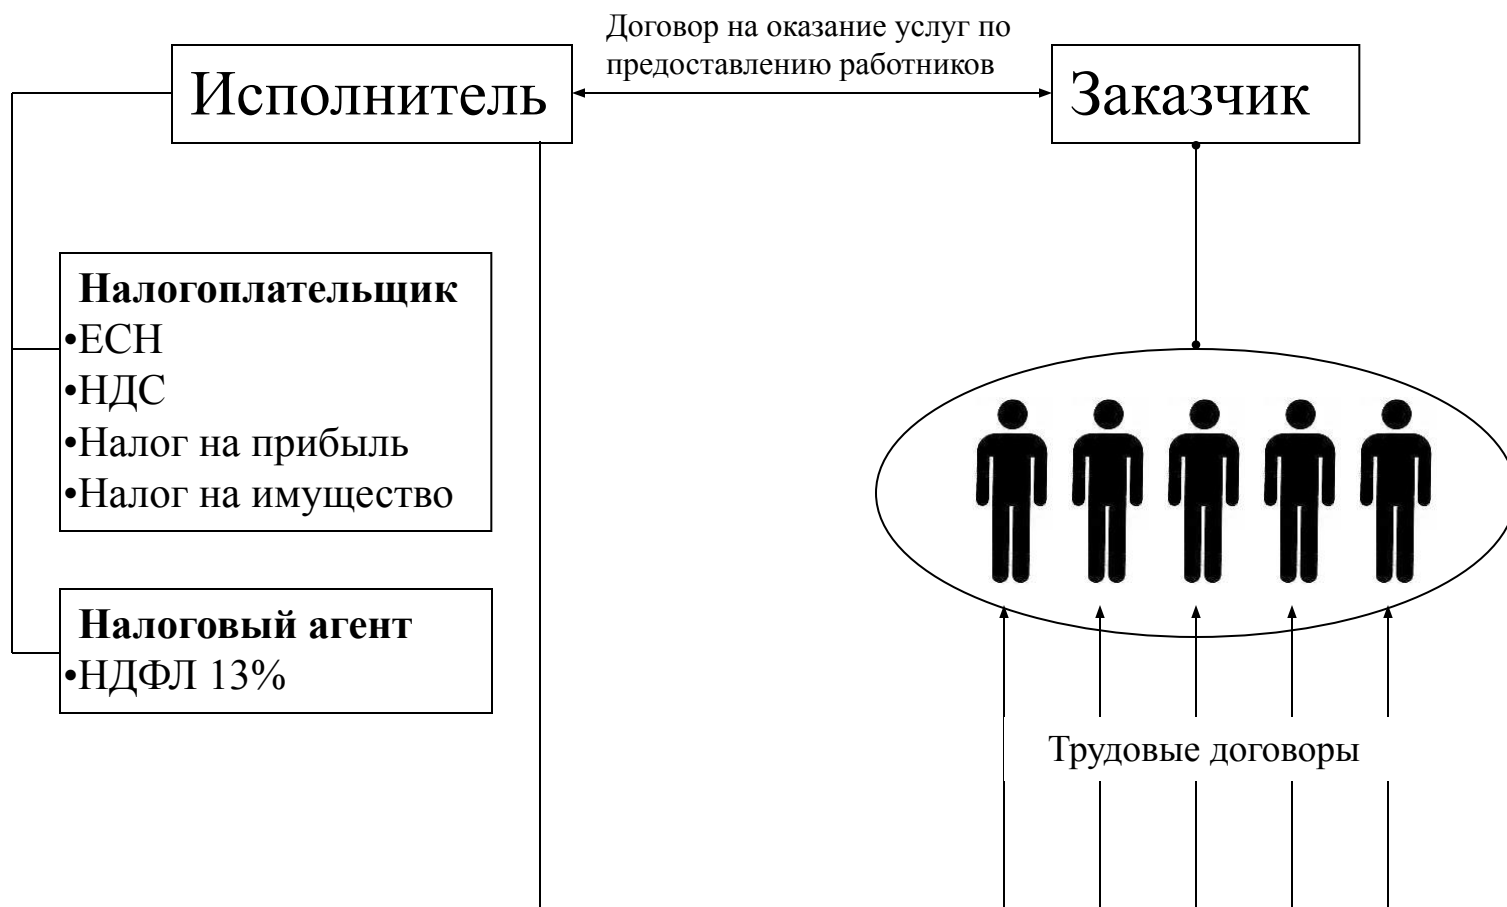 Договор на оказание услуг по
предоставлению работников
Исполнитель
Заказчик
Налогоплательщик
•ЕСН
•НДС
•Налог на прибыль
•Налог на имущество
Налоговый агент
•НДФЛ 13%
Трудовые договоры